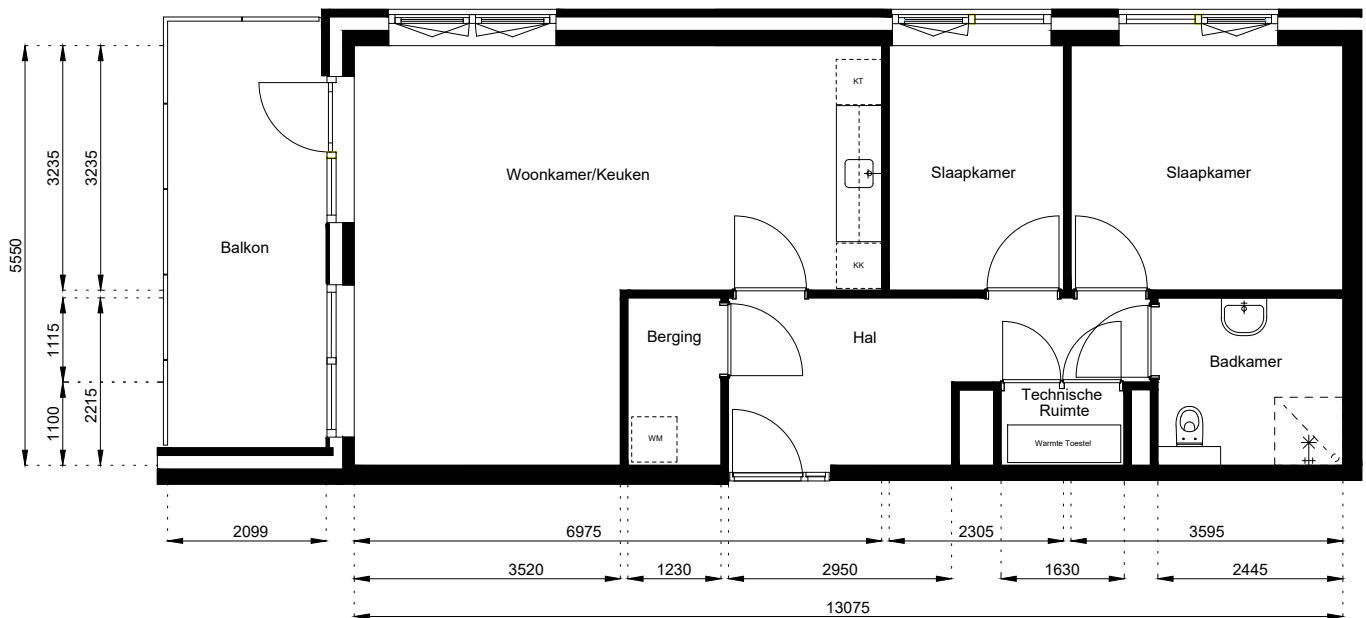 KT
Woonkamer/Keuken
Slaapkamer
Slaapkamer
3235
3235
Balkon
5550
KK
Berging
Hal
1115
Badkamer
Technische
Ruimte
1100
2215
WM
Warmte Toestel
2099
6975
2305
3595
3520
1230
2950
1630
2445
13075